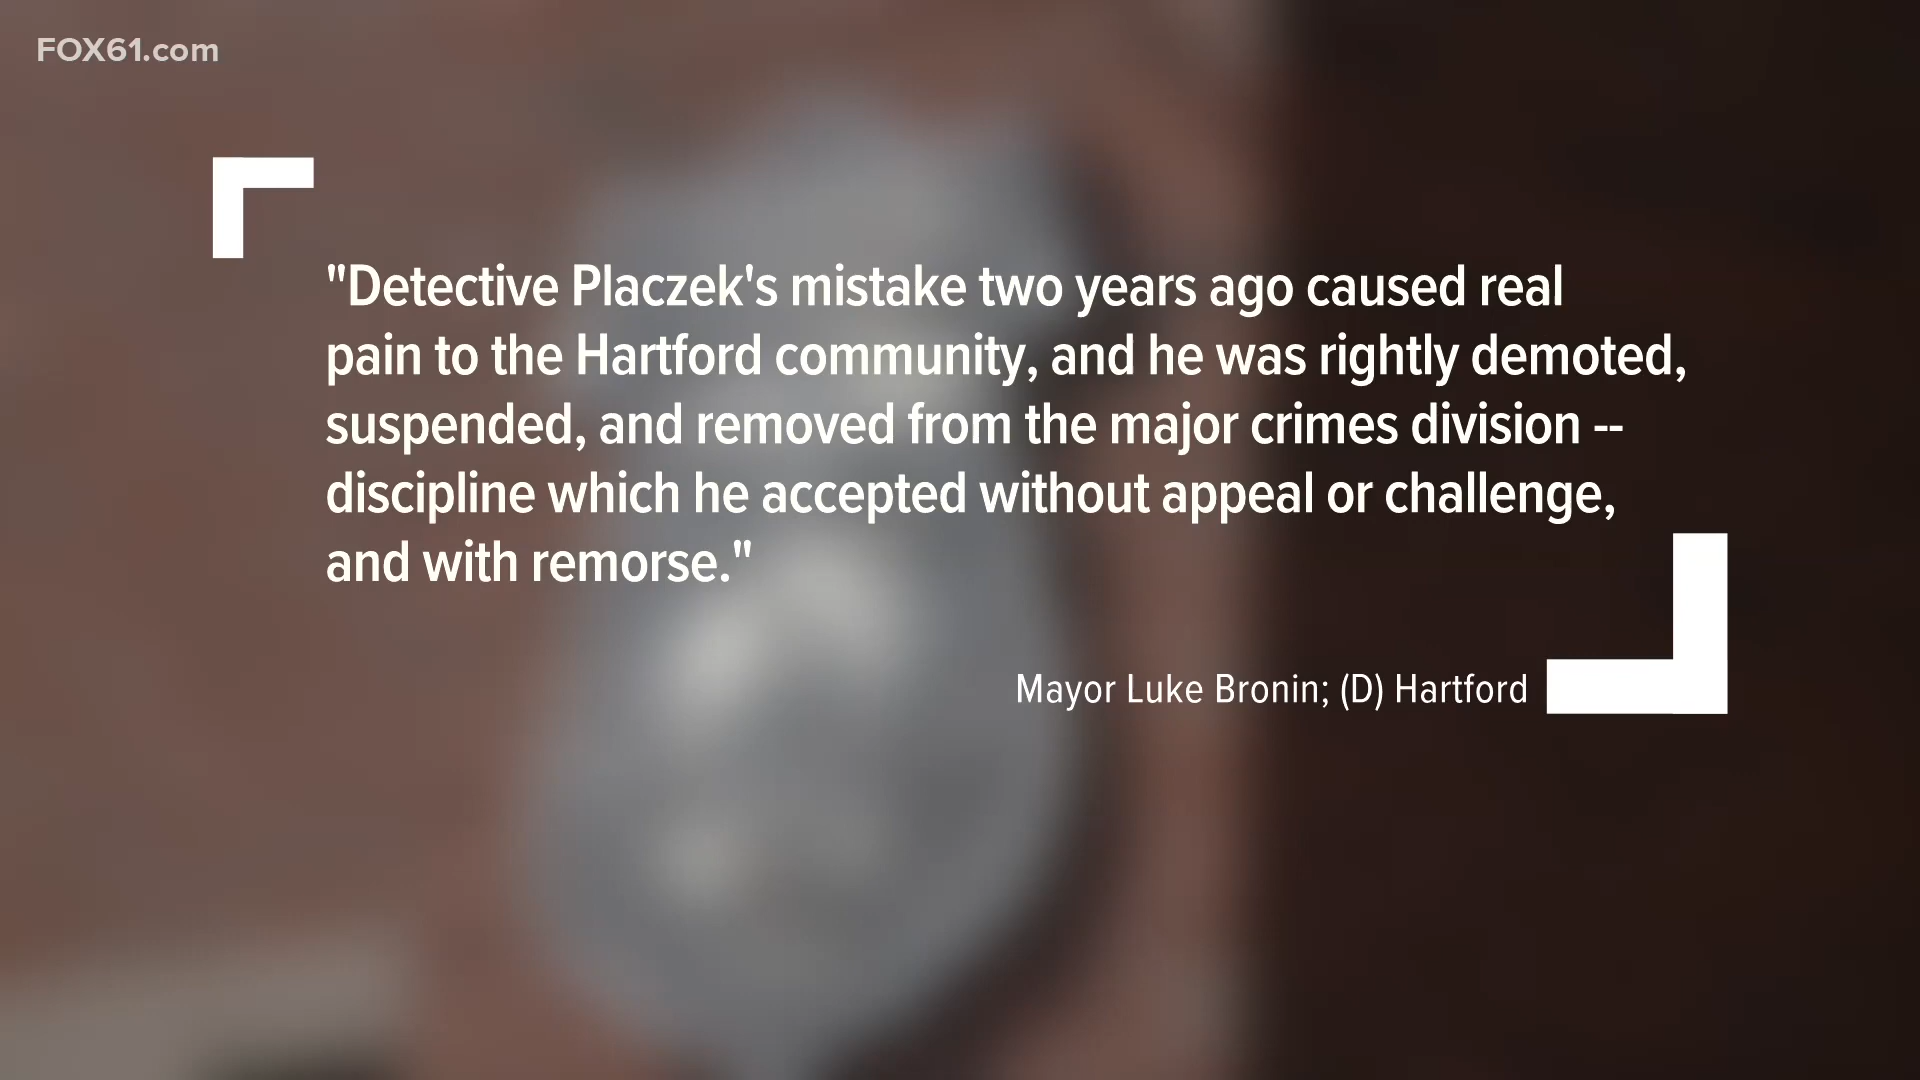 FOX61.com
"Detective Placzek's mistake two years ago caused real
pain to the Hartford community, and he was rightly demoted,
suspended, and removed from the major crimes division --
discipline which he accepted without appeal or challenge,
and with remorse."
Mayor Luke Bronin; (D) Hartford